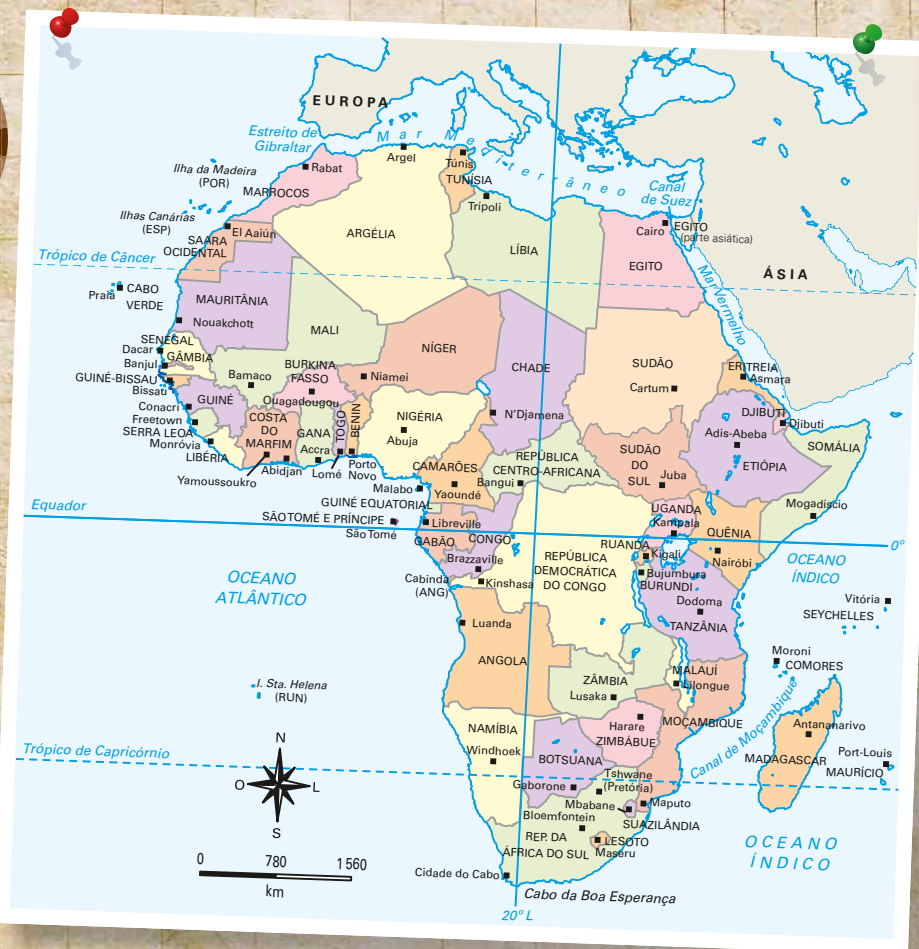 EUROPA
Estreito de
Gibraltar
Mar Mediterrâneo
Argel
Túnis
TUNÍSIA
Ilha da Madeira
(POR)
Rabat
MARROCOS
Trípoli
Canal
de Suez
Ilhas Canárias
(ESP)
El Aaiún
SAARA
OCIDENTAL
ARGÉLIA
LÍBIA
Cairo
EGITO
(parte asiática)
EGITO
ÁSIA
Mar Vermelho
Trópico de Câncer
Praia
CABO
VERDE
MAURITÂNIA
Nouakchott
MALI
NÍGER
CHADE
SUDÃO
Cartum
ERITREIA
Asmara
SENEGAL
Dacar
GÂMBIA
Banjul
GUINÉ-BISSAU
Bissau
Bamaco
BURKINA
FASSO
Ouagadougou
Niamei
N'Djamena
DJIBUTI
Djibuti
GUINÉ
Conacri
Freetown
SERRA LEOA
Monróvia
LIBÉRIA
COSTA
DO
MARFIM
Yamoussoukro
Abidjan
GANA
Accra
TOGO
Lomé
BENIN
Porto
Novo
NIGÉRIA
Abuja
CAMARÕES
Yaoundé
REPÚBLICA
CENTRO-AFRICANA
Bangui
SUDÃO
DO
SUL
Juba
Adis-Abeba
ETIÓPIA
SOMÁLIA
Mogadíscio
Malabo
GUINÉ EQUATORIAL
Equador
0º
SÃO TOMÉ E PRÍNCIPE
São Tomé
Libreville
GABÃO
CONGO
Brazzaville
Cabinda
(ANG)
Kinshasa
REPÚBLICA
DEMOCRÁTICA
DO CONGO
UGANDA
Kampala
QUÊNIA
Nairóbi
RUANDA
Kigali
Bujumbura
BURUNDI
Dodoma
TANZÂNIA
OCEANO
ÍNDICO
Vitória
SEYCHELLES
OCEANO
ATLÂNTICO
Luanda
ANGOLA
ZÂMBIA
Lusaka
MALAUÍ
Lilongue
Moroni
COMORES
I. Sta. Helena
(RUN)
NAMÍBIA
Windhoek
Harare
ZIMBÁBUE
MOÇAMBIQUE
Canal de Moçambique
Antananarivo
MADAGASCAR
Port-Louis
MAURÍCIO
Trópico de Capricórnio
BOTSUANA
Gaborone
Tshwane
(Pretória)
Mbabane
Maputo
Bloemfontein
SUAZILÂNDIA
REP. DA
ÁFRICA DO SUL
LESOTO
Maseru
Cidade do Cabo
Cabo da Boa Esperança
OCEANO
ÍNDICO
20º L
N
O
L
S
0
780
1 560
km